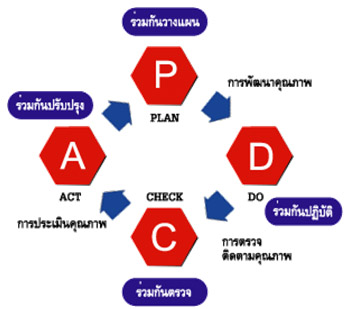 ร่วมกันวางแผน
P
PLAN
การพัฒนาคุณภาพ
ร่วมกันปรับปรุง
A
ACT
D
DO
CHECK
C
การประเมินคุณภาพ
ร่วมกันปฏิบัติ
การตรวจ
ติดตามคุณภาพ
ร่วมกันตรวจ